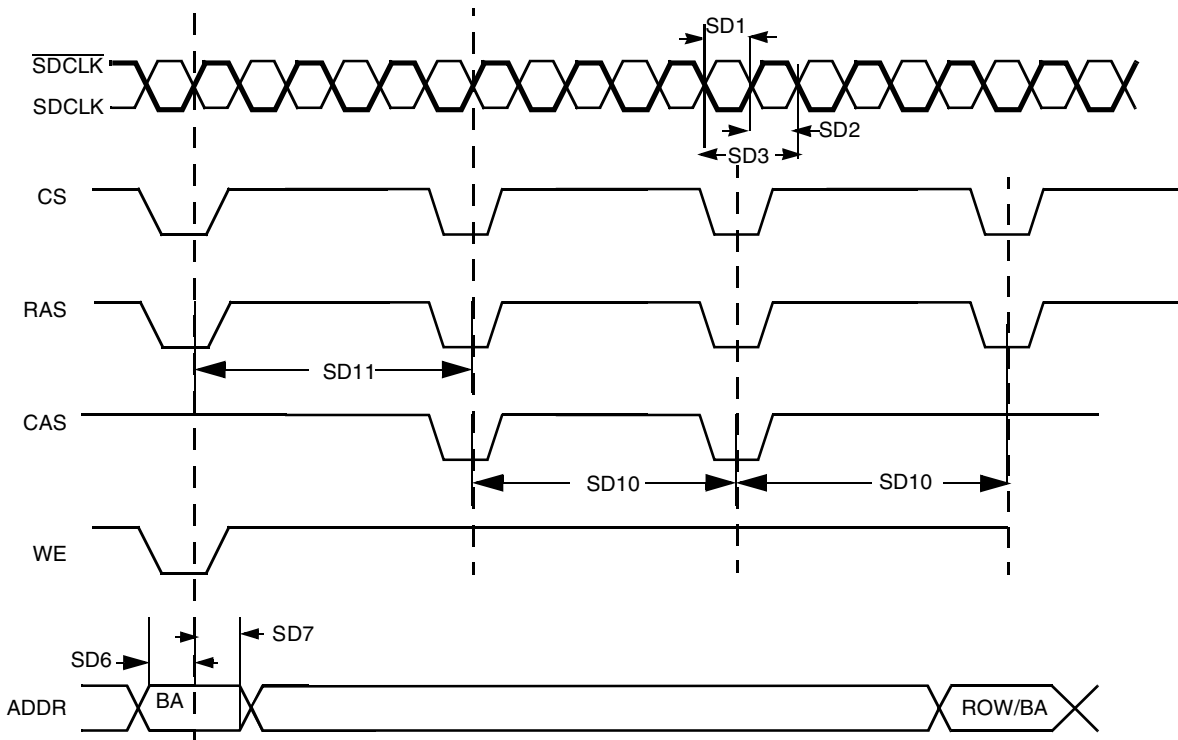 SD1
SDCLK
SDCLK
SD2
SD3
CS
RAS
SD11
CAS
SD10
SD10
WE
SD7
SD6
BA
ADDR
ROW/BA